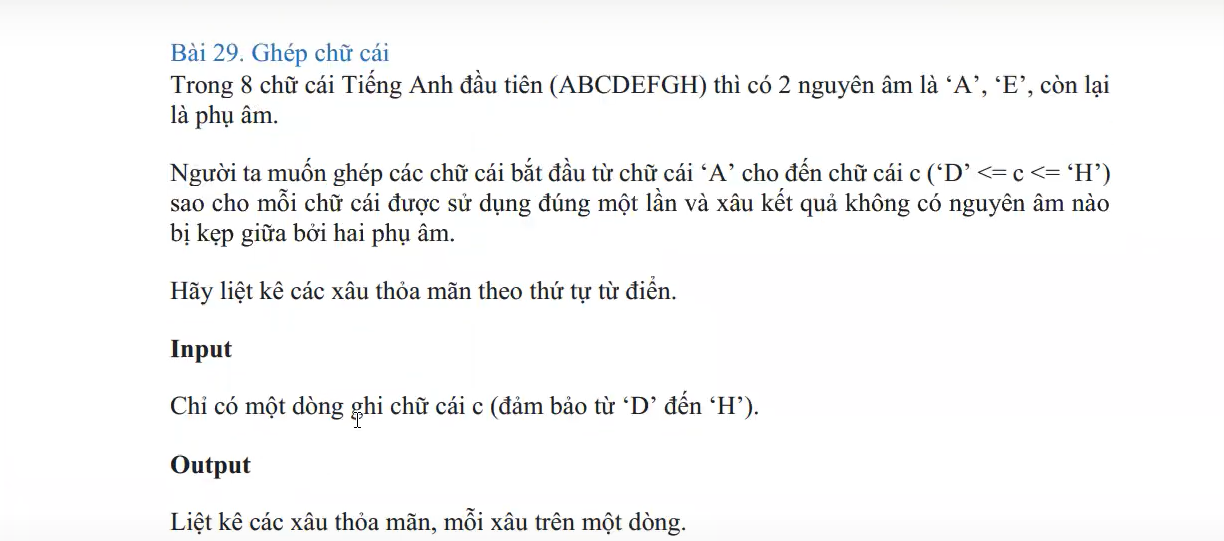 Bài 29. Ghép chữ cái
Trong 8 chữ cái Tiếng Anh đầu tiên (ABCDEFGH) thì có 2 nguyên âm là ‘A’, ‘E’, còn lại
là phụ âm.
Người ta muốn ghép các chữ cái bắt đầu từ chữ cái ‘A’ cho đến chữ cái c (‘D’ <= c <= ‘H’)
sao cho mỗi chữ cái được sử dụng đúng một lần và xâu kết quả không có nguyên âm nào
bị kẹp giữa bởi hai phụ âm.
Hãy liệt kê các xâu thỏa mãn theo thứ tự từ điển.
Input
Chỉ có một dòng ghi chữ cái c (đảm bảo từ ‘D’ đến ‘H’).
Output
Liệt kê các xâu thỏa mãn, mỗi xâu trên một dòng.